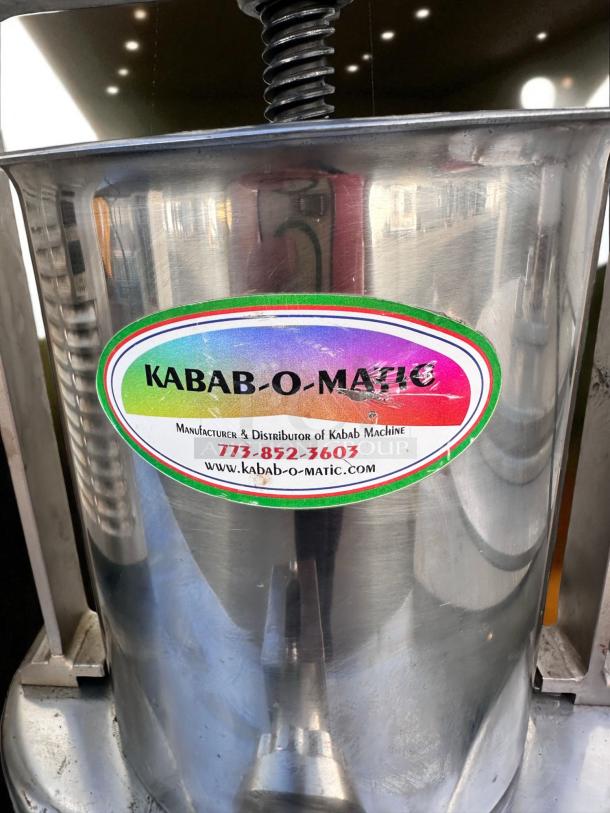 KABAB-O-MATIC
Manufacturer & Distributor of Kabab Machine
773-852-3603
www.kabab-o-matic.com